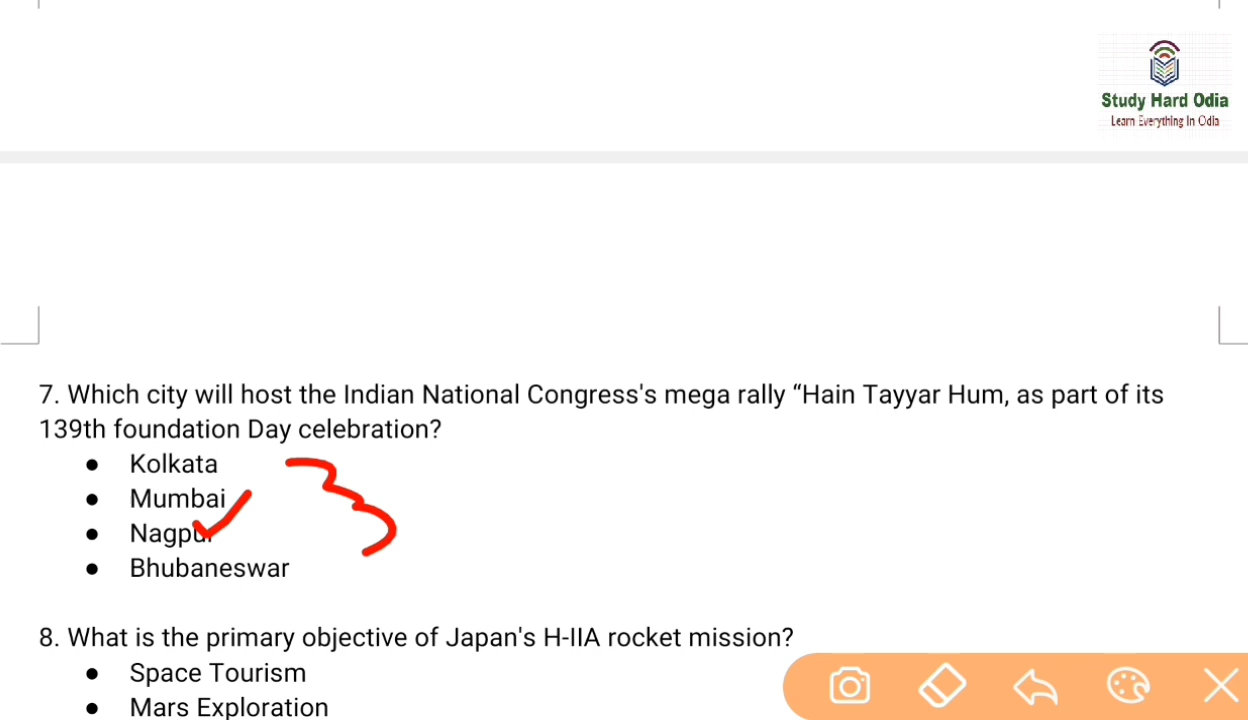 Study Hard Odia
Learn Everything In Odia
7. Which city will host the Indian National Congress's mega rally “Hain Tayyar Hum, as part of its
139th foundation Day celebration?
● Kolkata
● Mumbai
● Nagpur
● Bhubaneswar
8. What is the primary objective of Japan's H-IIA rocket mission?
● Space Tourism
● Mars Exploration